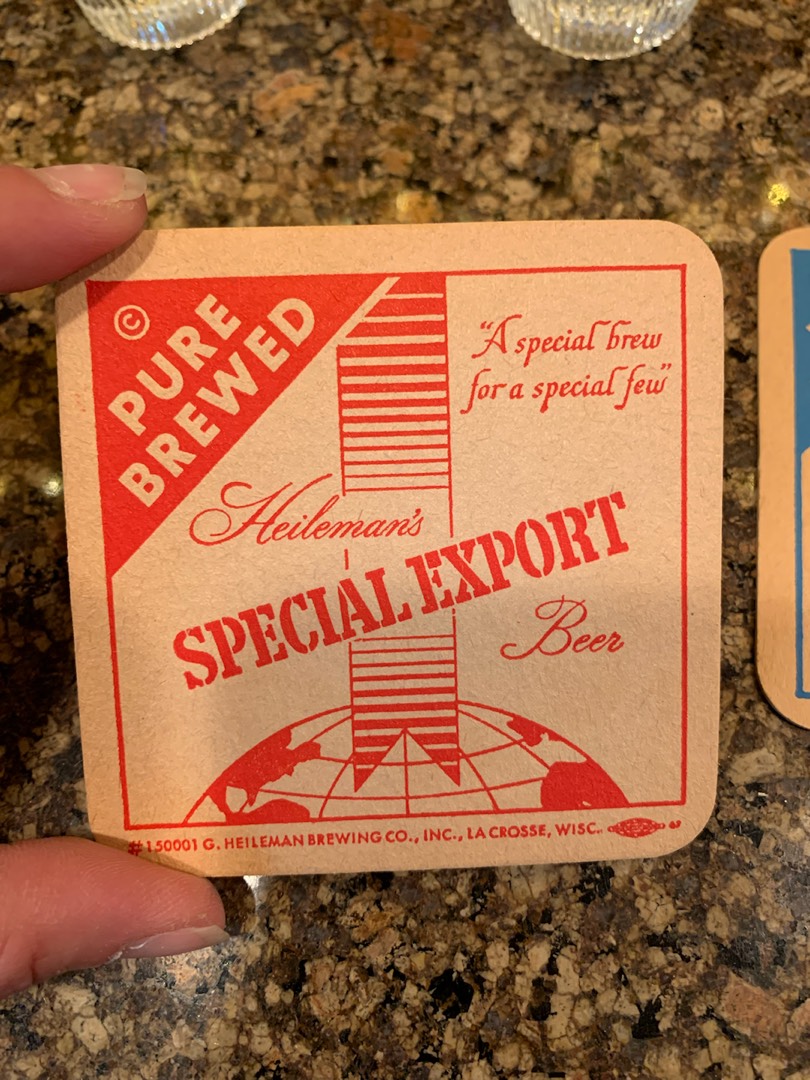 ©
PURE
BREWED
"A special brew
for a special few"
Heileman's
SPECIAL EXPORT
Beer
#150001 G. HEILEMAN BREWING CO., INC., LA CROSSE, WISC.